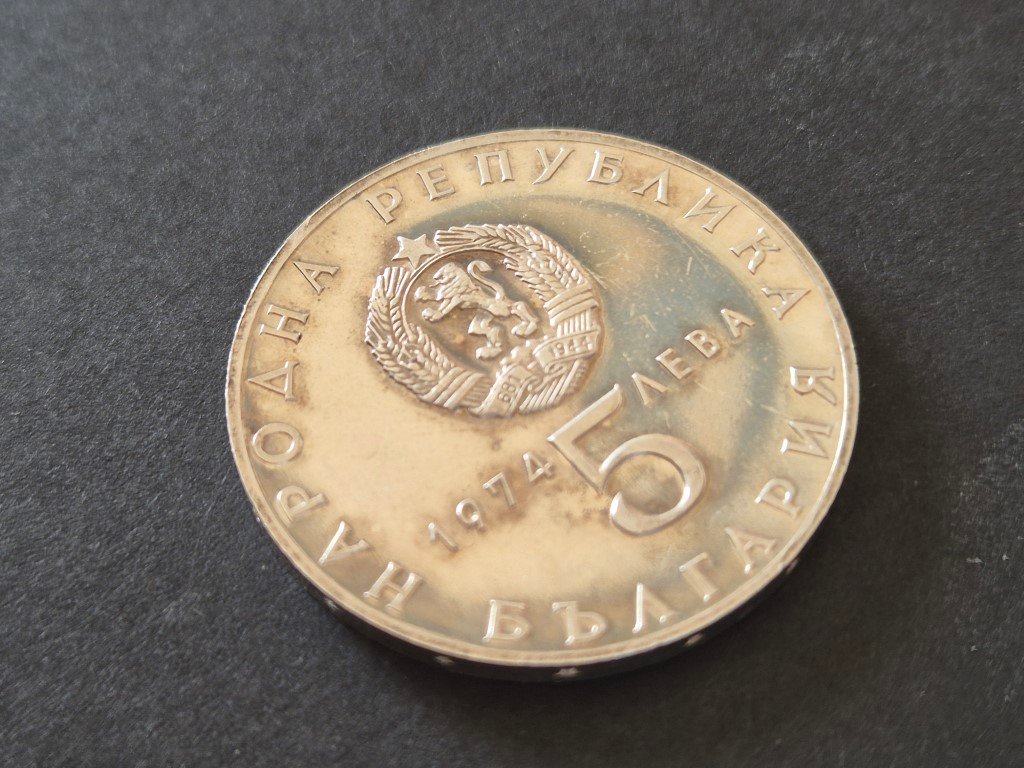 НАРОДНА РЕПУБЛИКА БЪЛГАРИЯ
681 1944
1974 5 ЛЕВА